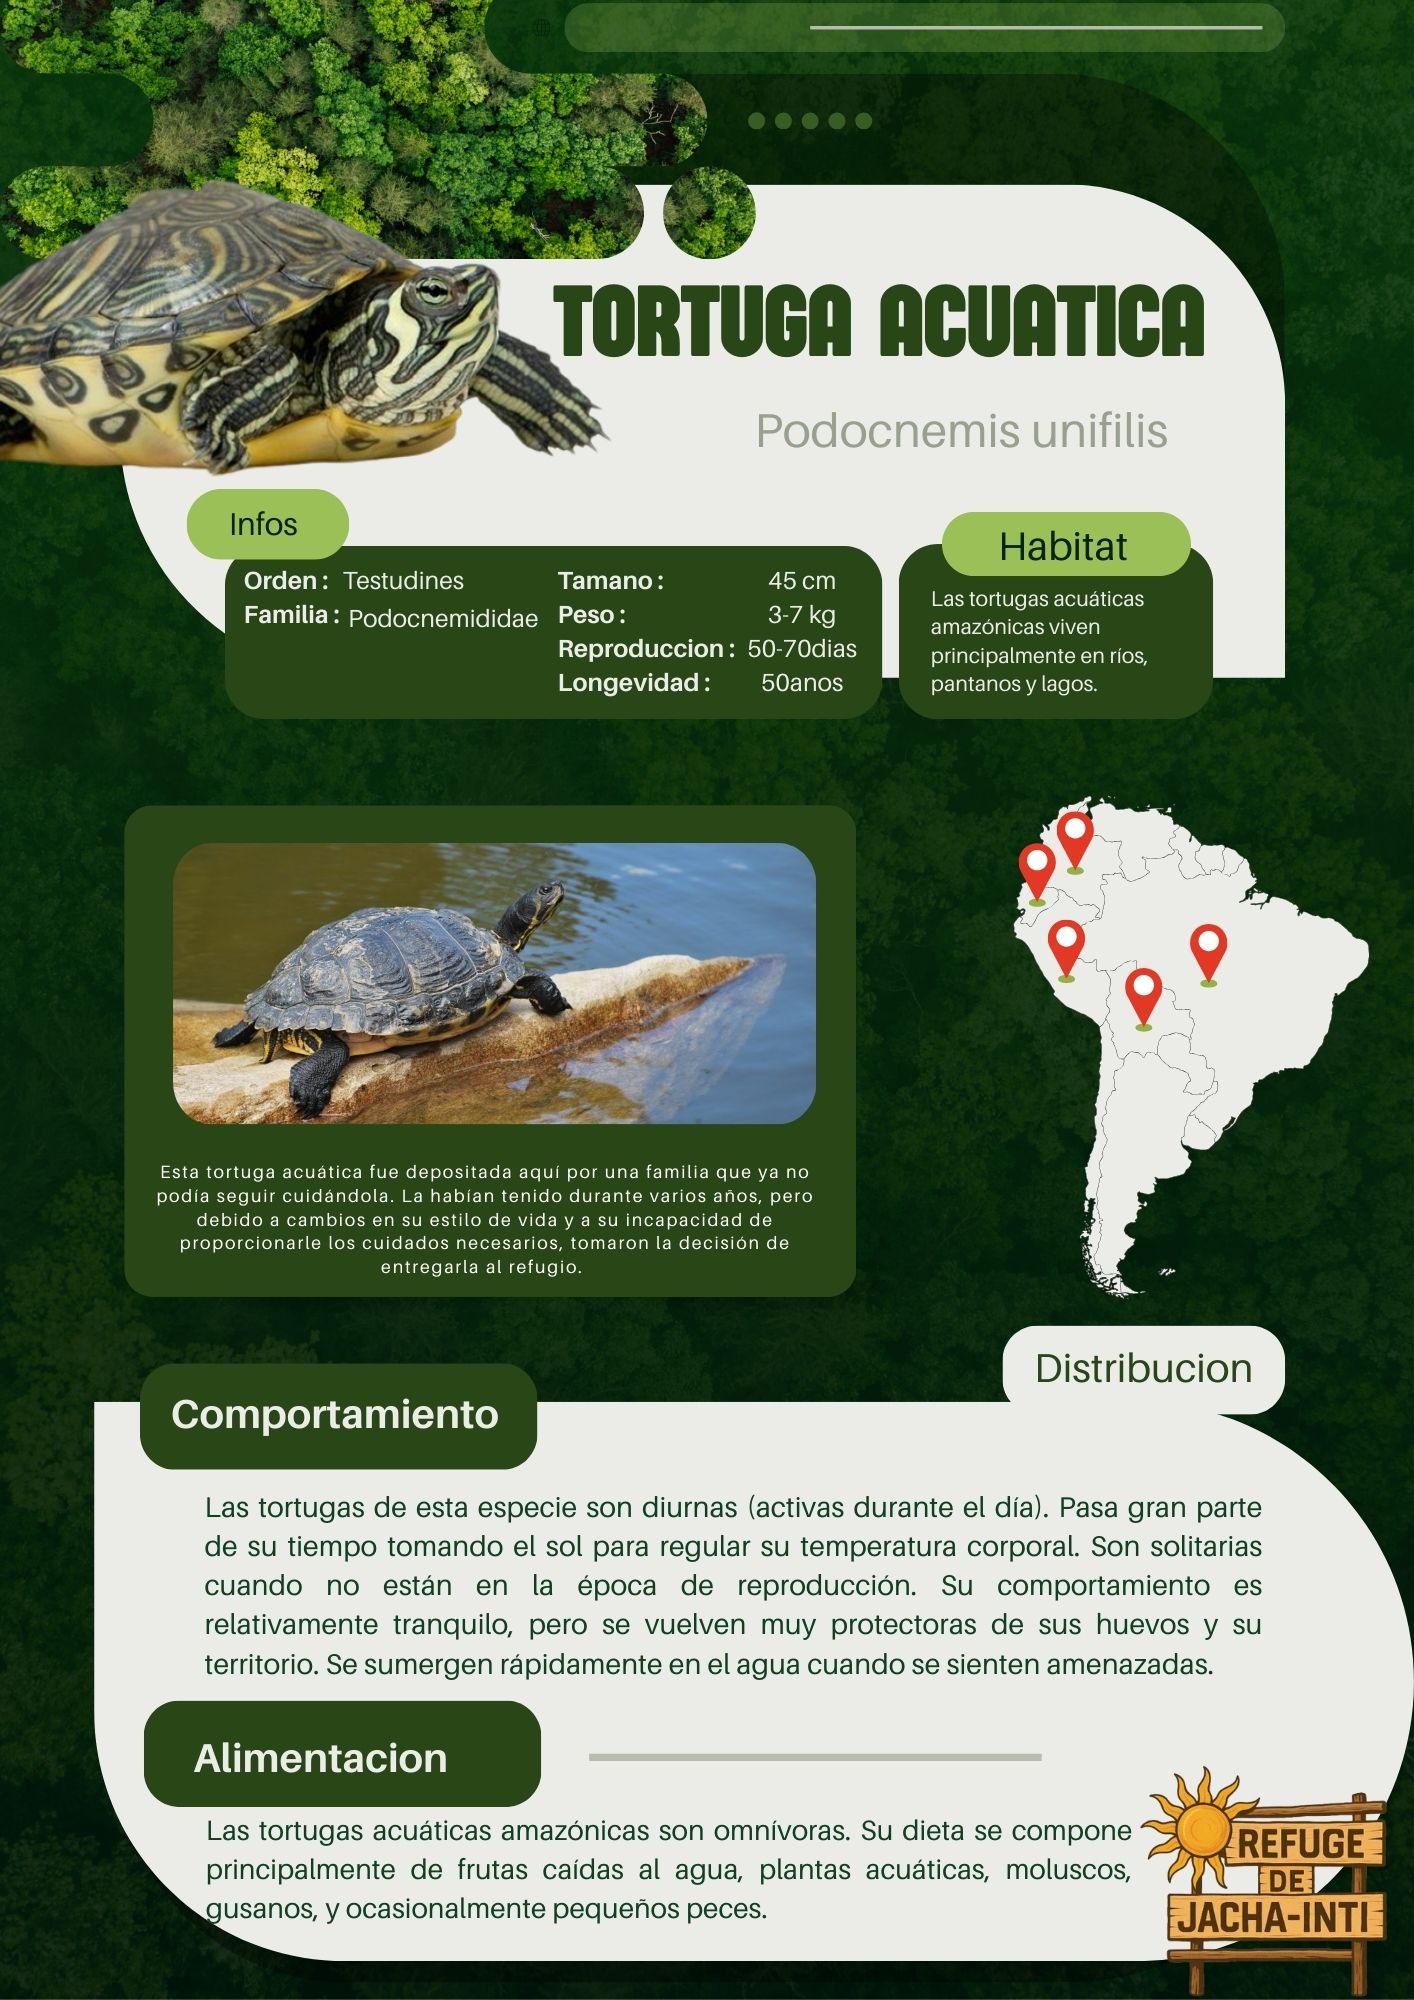 TORTUGA ACUATICA
Podocnemis unifilis
Infos
Orden : Testudines
Familia : Podocnemididae
Tamano : 45 cm
Peso : 3-7 kg
Reproduccion : 50-70dias
Longevidad : 50anos
Habitat
Las tortugas acuáticas
amazónicas viven
principalmente en ríos,
pantanos y lagos.
Esta tortuga acuática fue depositada aquí por una familia que ya no
podía seguir cuidándola. La habían tenido durante varios años, pero
debido a cambios en su estilo de vida y a su incapacidad de
proporcionarle los cuidados necesarios, tomaron la decisión de
entregarla al refugio.
Distribucion
Comportamiento
Las tortugas de esta especie son diurnas (activas durante el día). Pasa gran parte
de su tiempo tomando el sol para regular su temperatura corporal. Son solitarias
cuando no están en la época de reproducción. Su comportamiento es
relativamente tranquilo, pero se vuelven muy protectoras de sus huevos y su
territorio. Se sumergen rápidamente en el agua cuando se sienten amenazadas.
Alimentacion
Las tortugas acuáticas amazónicas son omnívoras. Su dieta se compone
principalmente de frutas caídas al agua, plantas acuáticas, moluscos,
gusanos, y ocasionalmente pequeños peces.
REFUGE
DE
JACHA-INTI